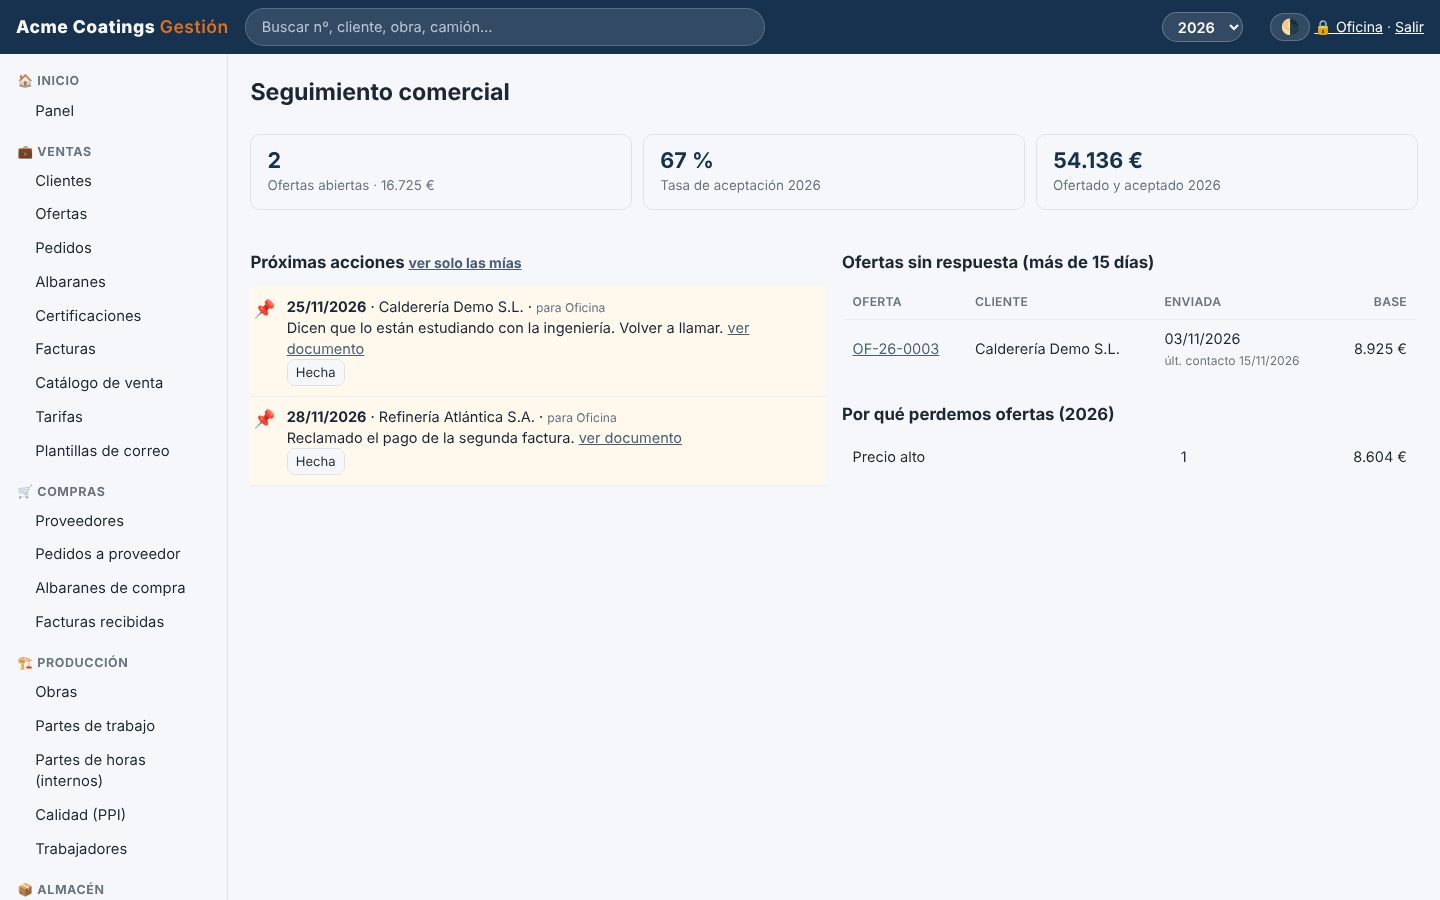 Acme Coatings Gestión
Buscar nº, cliente, obra, camión...
2026
Oficina · Salir
INICIO
Panel
VENTAS
Clientes
Ofertas
Pedidos
Albaranes
Certificaciones
Facturas
Catálogo de venta
Tarifas
Plantillas de correo
COMPRAS
Proveedores
Pedidos a proveedor
Albaranes de compra
Facturas recibidas
PRODUCCIÓN
Obras
Partes de trabajo
Partes de horas
(internos)
Calidad (PPI)
Trabajadores
ALMACÉN
Seguimiento comercial
2
Ofertas abiertas · 16.725 €
67 %
Tasa de aceptación 2026
54.136 €
Ofertado y aceptado 2026
Próximas acciones ver solo las mías
25/11/2026 · Calderería Demo S.L. · para Oficina
Dicen que lo están estudiando con la ingeniería. Volver a llamar. ver
documento
Hecha
28/11/2026 · Refinería Atlántica S.A. · para Oficina
Reclamado el pago de la segunda factura. ver documento
Hecha
Ofertas sin respuesta (más de 15 días)
OFERTA CLIENTE ENVIADA BASE
OF-26-0003 Calderería Demo S.L. 03/11/2026 8.925 €
últ. contacto 15/11/2026
Por qué perdemos ofertas (2026)
Precio alto 1 8.604 €